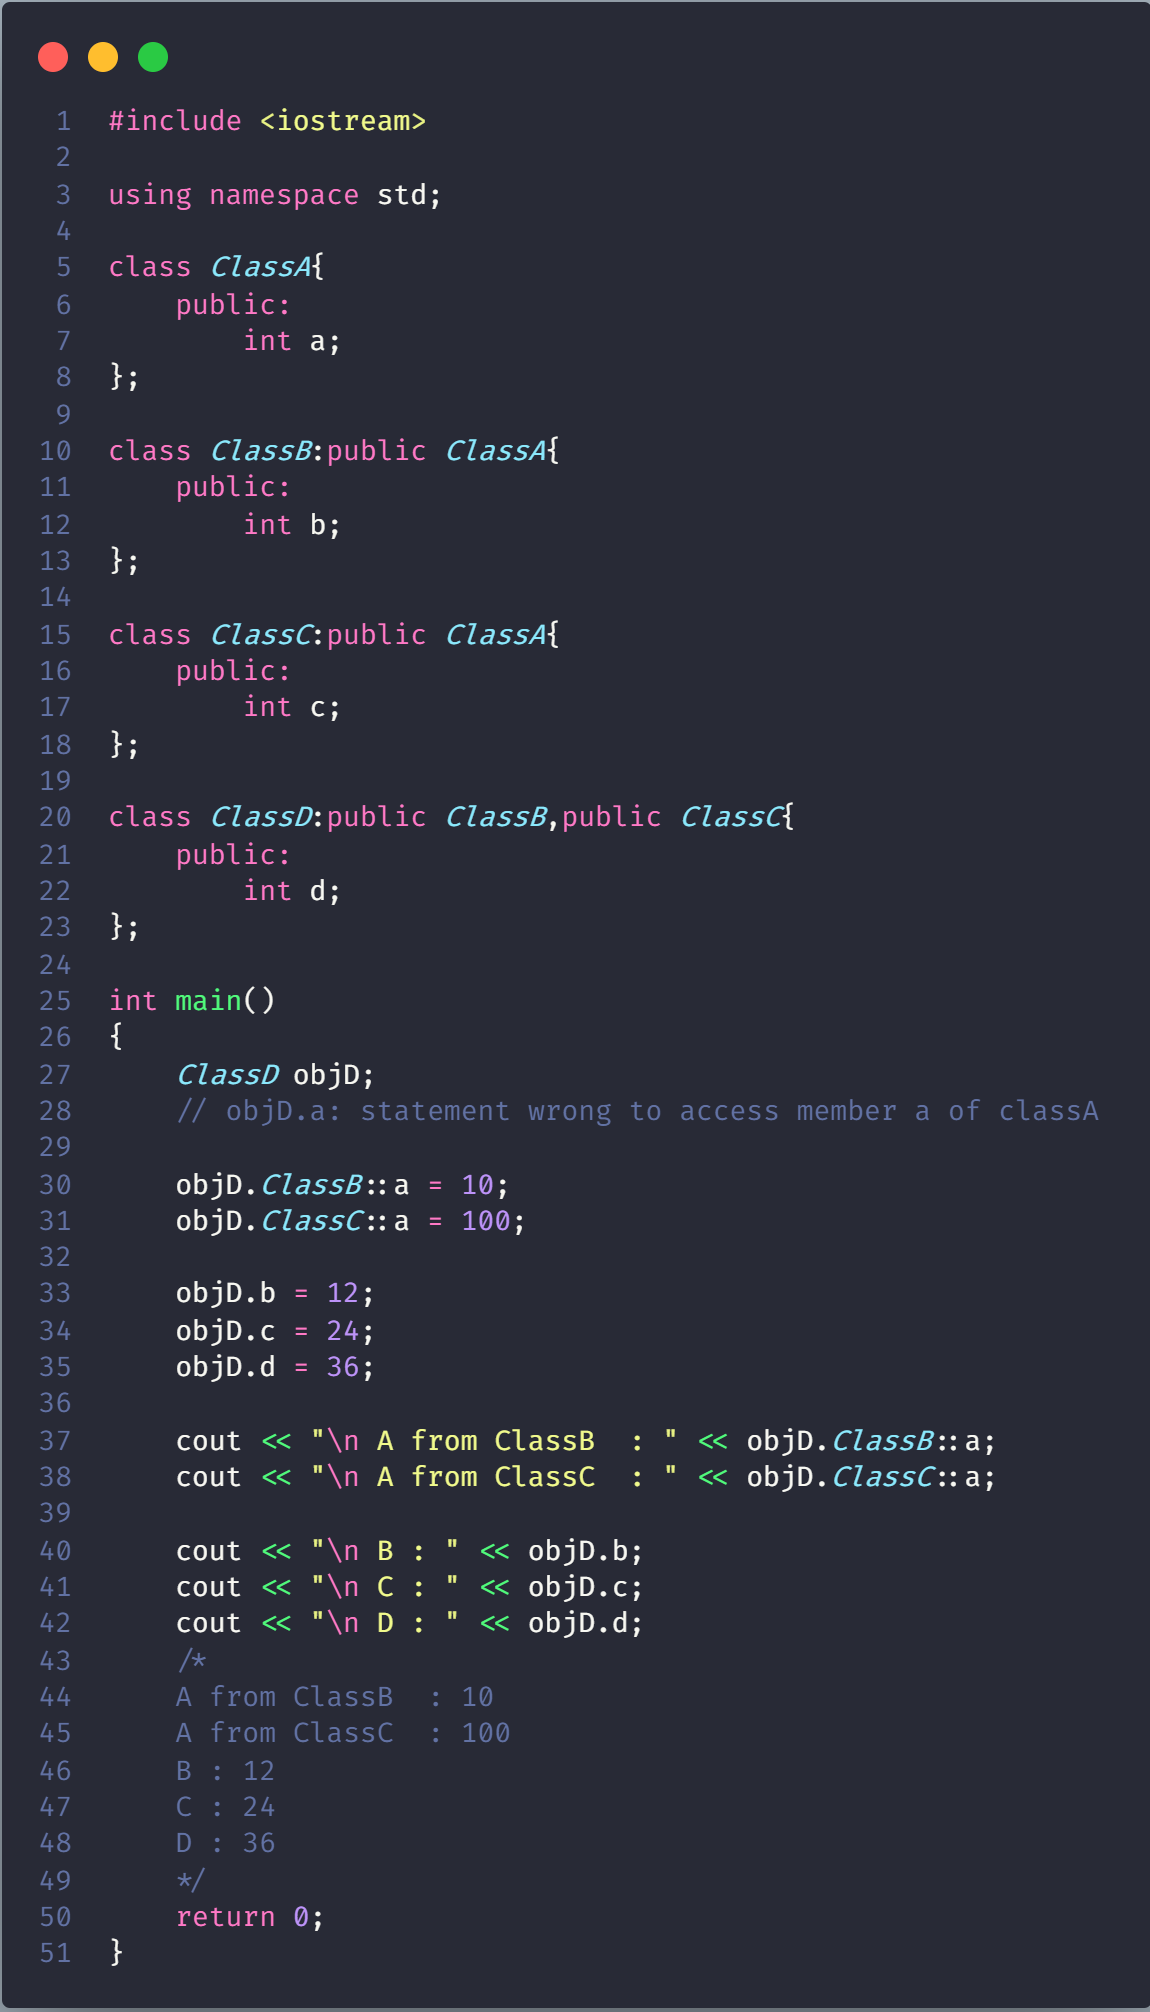 1 #include <iostream>
2
3 using namespace std;
4
5 class ClassA{
6     public:
7         int a;
8 };
9
10 class ClassB:public ClassA{
11     public:
12         int b;
13 };
14
15 class ClassC:public ClassA{
16     public:
17         int c;
18 };
19
20 class ClassD:public ClassB,public ClassC{
21     public:
22         int d;
23 };
24
25 int main()
26 {
27     ClassD objD;
28     // objD.a: statement wrong to access member a of classA
29
30     objD.ClassB::a = 10;
31     objD.ClassC::a = 100;
32
33     objD.b = 12;
34     objD.c = 24;
35     objD.d = 36;
36
37     cout << "\n A from ClassB  : " << objD.ClassB::a;
38     cout << "\n A from ClassC  : " << objD.ClassC::a;
39
40     cout << "\n B : " << objD.b;
41     cout << "\n C : " << objD.c;
42     cout << "\n D : " << objD.d;
43     /*
44     A from ClassB  : 10
45     A from ClassC  : 100
46     B : 12
47     C : 24
48     D : 36
49     */
50     return 0;
51 }